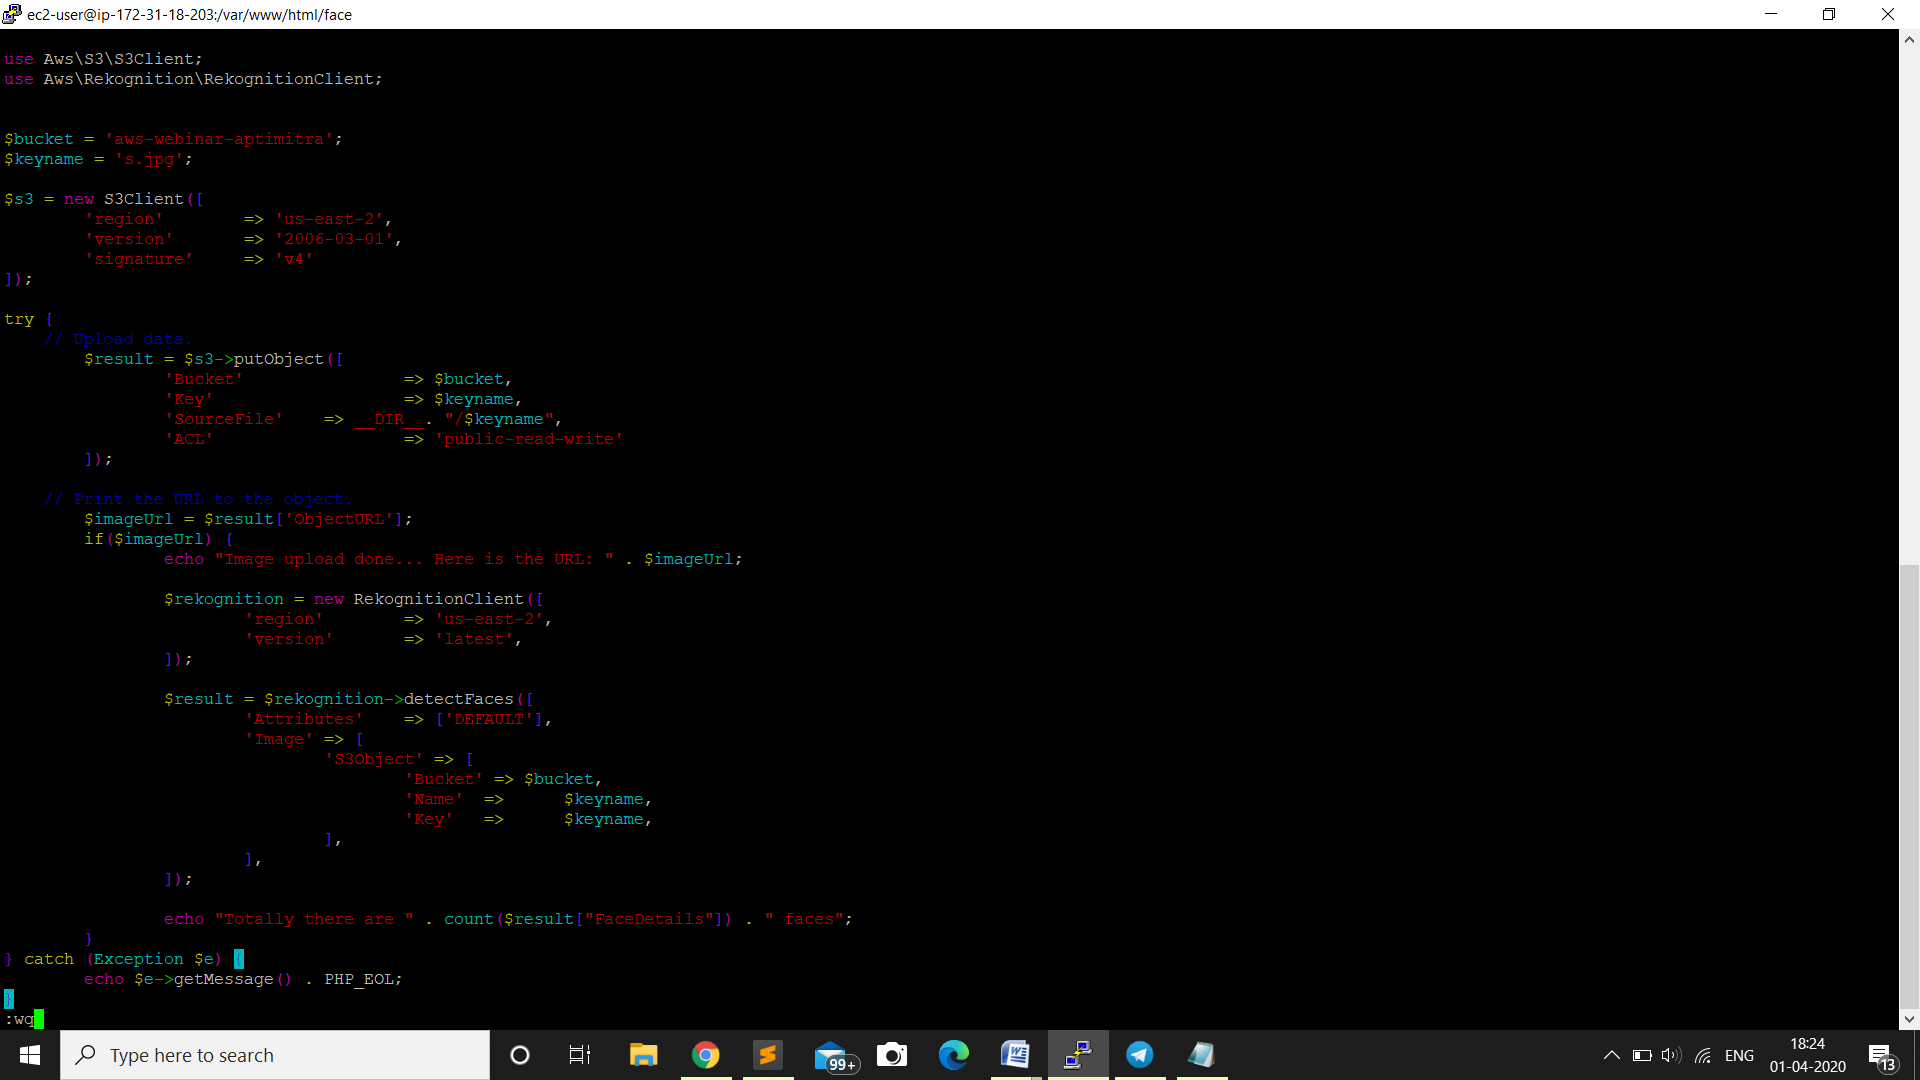 ec2-user@ip-172-31-18-203:/var/www/html/face
use Aws\S3\S3Client;
use Aws\Rekognition\RekognitionClient;
$bucket = 'aws-webinar-aptimitra';
$keyname = 's.jpg';
$s3 = new S3Client([
'region' => 'us-east-2',
'version' => '2006-03-01',
'signature' => 'v4'
]);
try {
// Upload data.
$result = $s3->putObject([
'Bucket' => $bucket,
'Key' => $keyname,
'SourceFile' => __DIR__. "/$keyname",
'ACL' => 'public-read-write'
]);
// Print the URL to the object.
$imageUrl = $result['ObjectURL'];
if($imageUrl) {
echo "Image upload done... Here is the URL: " . $imageUrl;
$rekognition = new RekognitionClient([
'region' => 'us-east-2',
'version' => 'latest',
]);
$result = $rekognition->detectFaces([
'Attributes' => ['DEFAULT'],
'Image' => [
'S3Object' => [
'Bucket' => $bucket,
'Name' => $keyname,
'Key' => $keyname,
],
],
]);
echo "Totally there are " . count($result["FaceDetails"]) . " faces";
}
} catch (Exception $e) {
echo $e->getMessage() . PHP_EOL;
}
:wq
Type here to search
99+
ENG
18:24
01-04-2020
13